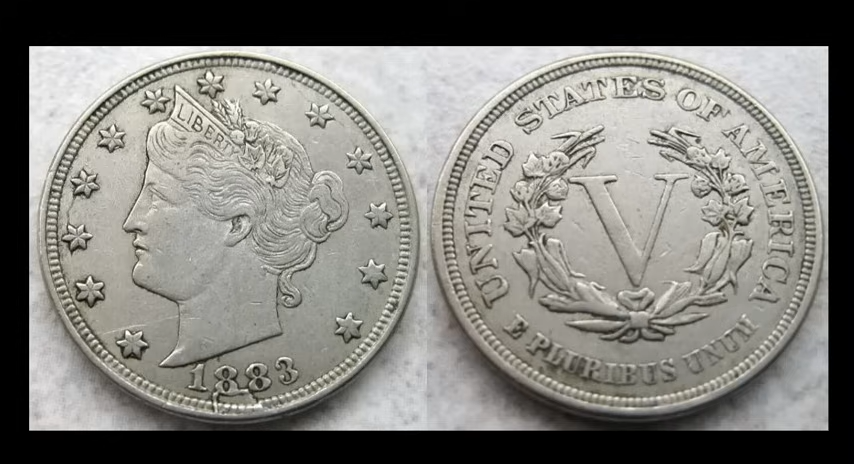 LIBERTY
1883
UNITED STATES OF AMERICA
V
E PLURIBUS UNUM